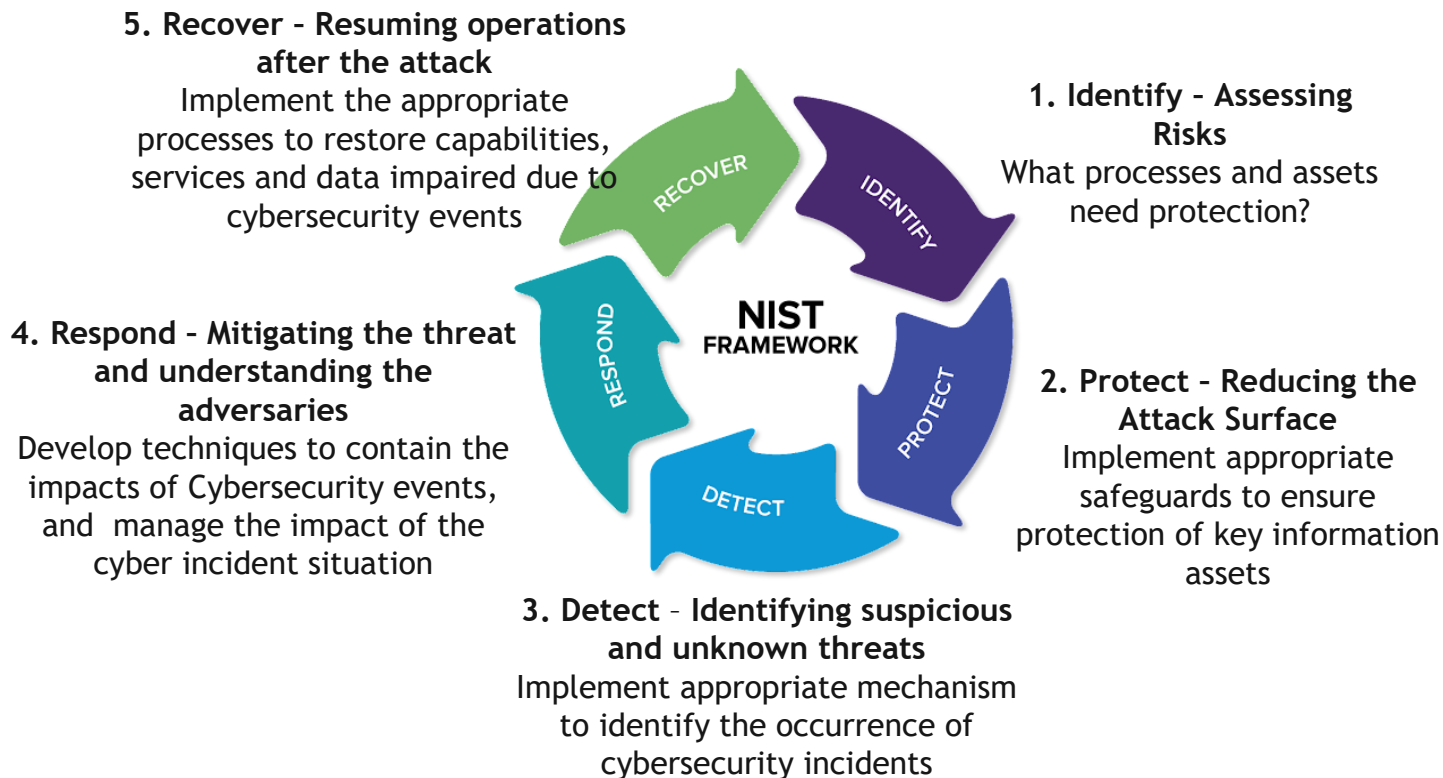 5. Recover – Resuming operations
after the attack
Implement the appropriate
processes to restore capabilities,
services and data impaired due to
cybersecurity events
1. Identify – Assessing
Risks
What processes and assets
need protection?
RECOVER
IDENTIFY
NIST
FRAMEWORK
RESPOND
PROTECT
DETECT
4. Respond – Mitigating the threat
and understanding the
adversaries
Develop techniques to contain the
impacts of Cybersecurity events,
and  manage the impact of the
cyber incident situation
2. Protect – Reducing the
Attack Surface
Implement appropriate
safeguards to ensure
protection of key information
assets
3. Detect – Identifying suspicious
and unknown threats
Implement appropriate mechanism
to identify the occurrence of
cybersecurity incidents